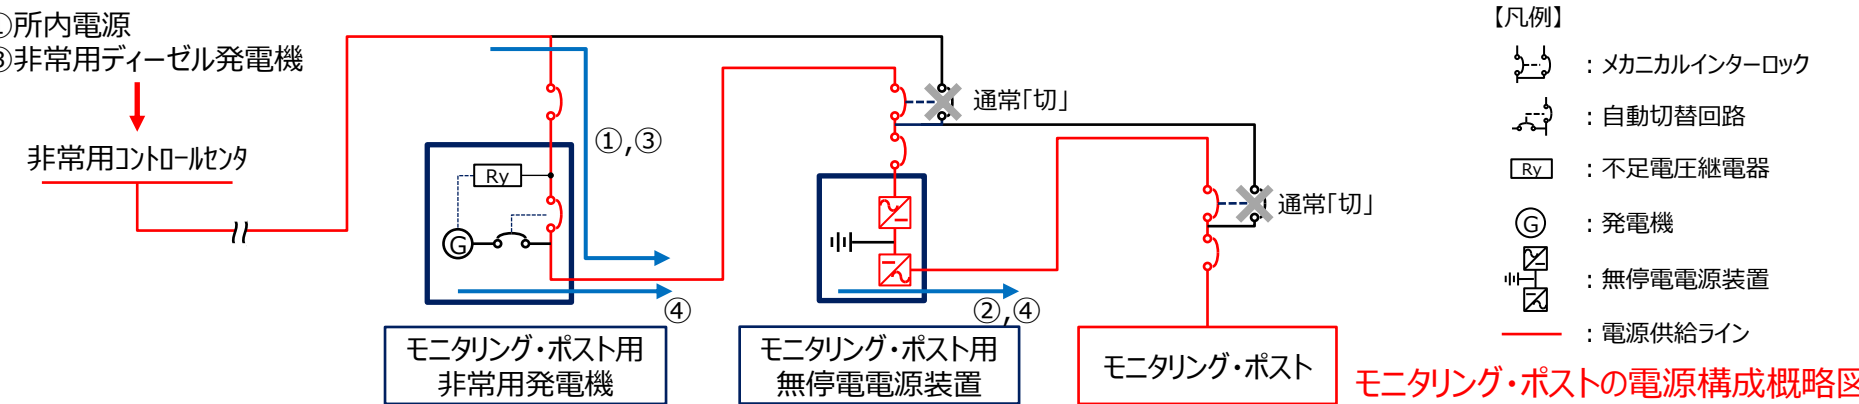 ①所内電源
③非常用ディーゼル発電機
非常用コントロールセンタ
①,③
Ry
G
④
モニタリング・ポスト用
非常用発電機
通常「切」
②,④
モニタリング・ポスト用
無停電電源装置
通常「切」
モニタリング・ポスト
【凡例】
：メカニカルインターロック
：自動切替回路
Ry ：不足電圧継電器
G ：発電機
：無停電電源装置
：電源供給ライン
モニタリング・ポストの電源構成概略図